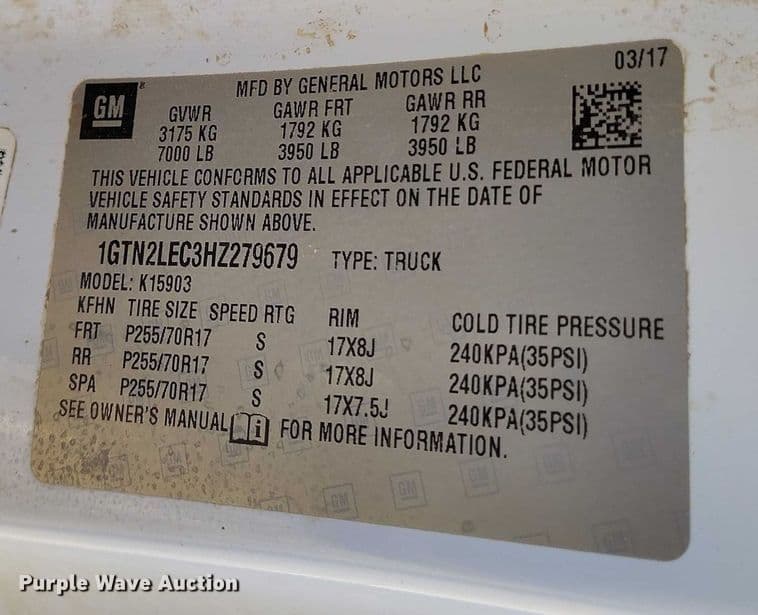 GM
MFD BY GENERAL MOTORS LLC
03/17
GVWR GAWR FRT GAWR RR
3175 KG 1792 KG 1792 KG
7000 LB 3950 LB 3950 LB
THIS VEHICLE CONFORMS TO ALL APPLICABLE U.S. FEDERAL MOTOR
VEHICLE SAFETY STANDARDS IN EFFECT ON THE DATE OF
MANUFACTURE SHOWN ABOVE.
1GTN2LEC3HZ279679 TYPE: TRUCK
MODEL: K15903
KFHN TIRE SIZE SPEED RTG RIM COLD TIRE PRESSURE
FRT P255/70R17 S 17X8J 240KPA(35PSI)
RR P255/70R17 S 17X8J 240KPA(35PSI)
SPA P255/70R17 S 17X7.5J 240KPA(35PSI)
SEE OWNER'S MANUAL i FOR MORE INFORMATION.
Purple Wave Auction